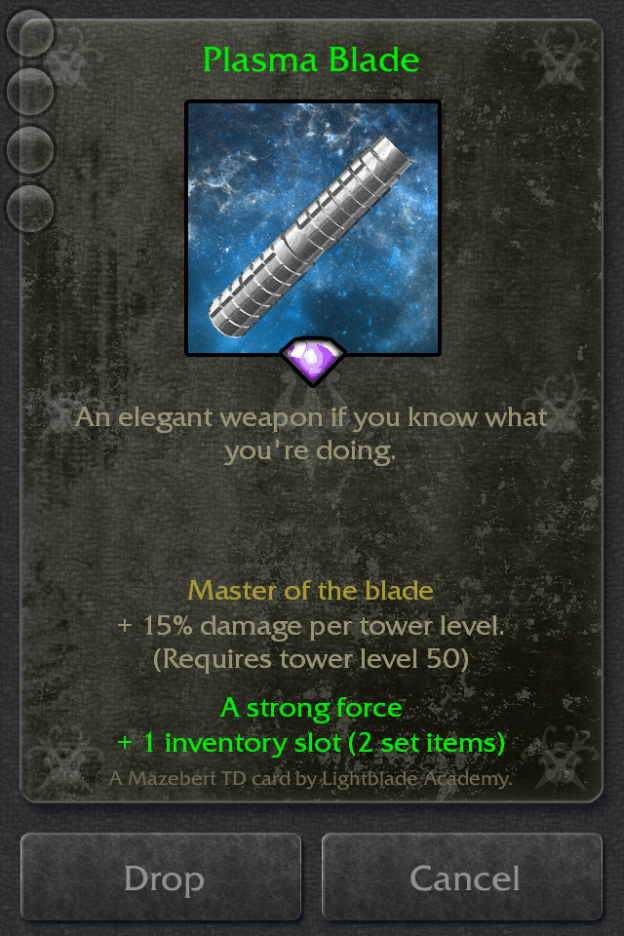 Plasma Blade
An elegant weapon if you know what
you're doing.
Master of the blade
+ 15% damage per tower level.
(Requires tower level 50)
A strong force
+ 1 inventory slot (2 set items)
A Mazebert TD card by Lightblade Academy.
Drop
Cancel